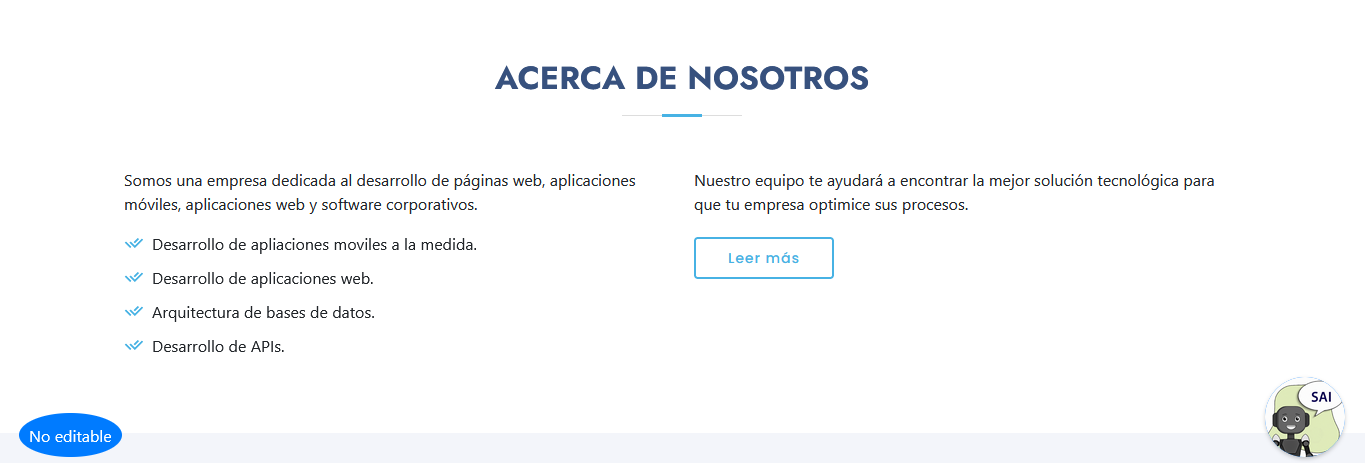 ACERCA DE NOSOTROS
Somos una empresa dedicada al desarrollo de páginas web, aplicaciones
móviles, aplicaciones web y software corporativos.
Desarrollo de apliaciones moviles a la medida.
Desarrollo de aplicaciones web.
Arquitectura de bases de datos.
Desarrollo de APIs.
Nuestro equipo te ayudará a encontrar la mejor solución tecnológica para
que tu empresa optimice sus procesos.
Leer más
No editable
SAI